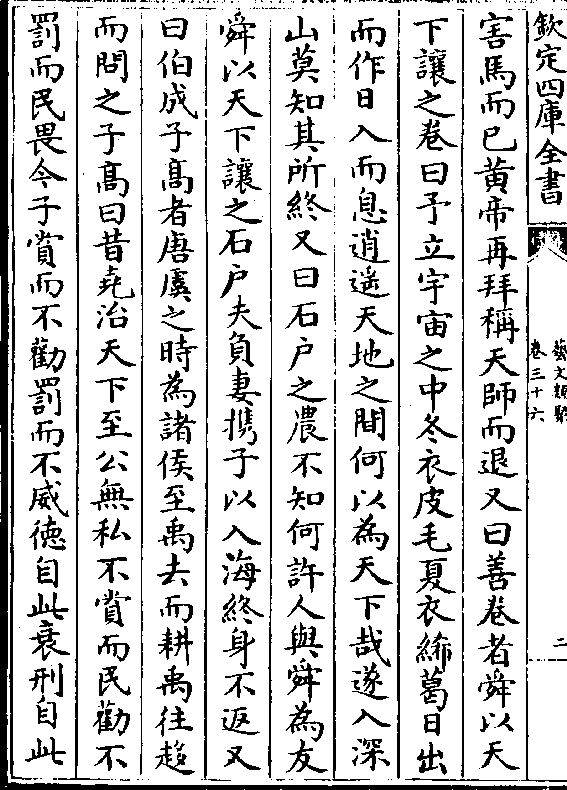 欽定四庫全書
藝文類聚
卷三十六
二
害馬而已黄帝再拜稱天師而退又曰善卷者舜以天
下讓之卷曰予立宇宙之中冬衣皮毛夏衣絺葛日出
而作日入而息逍遥天地之間何以為天下哉遂入深
山莫知其所終又曰石户之農不知何許人與舜為友
舜以天下讓之石户夫負妻携子以入海終身不返又
曰伯成子髙者唐虞之時為諸侯至禹去而耕禹往趍
而問之子髙曰昔堯治天下至公無私不賞而民勸不
罰而民畏今子賞而不勸罰而不威德自此衰刑自此